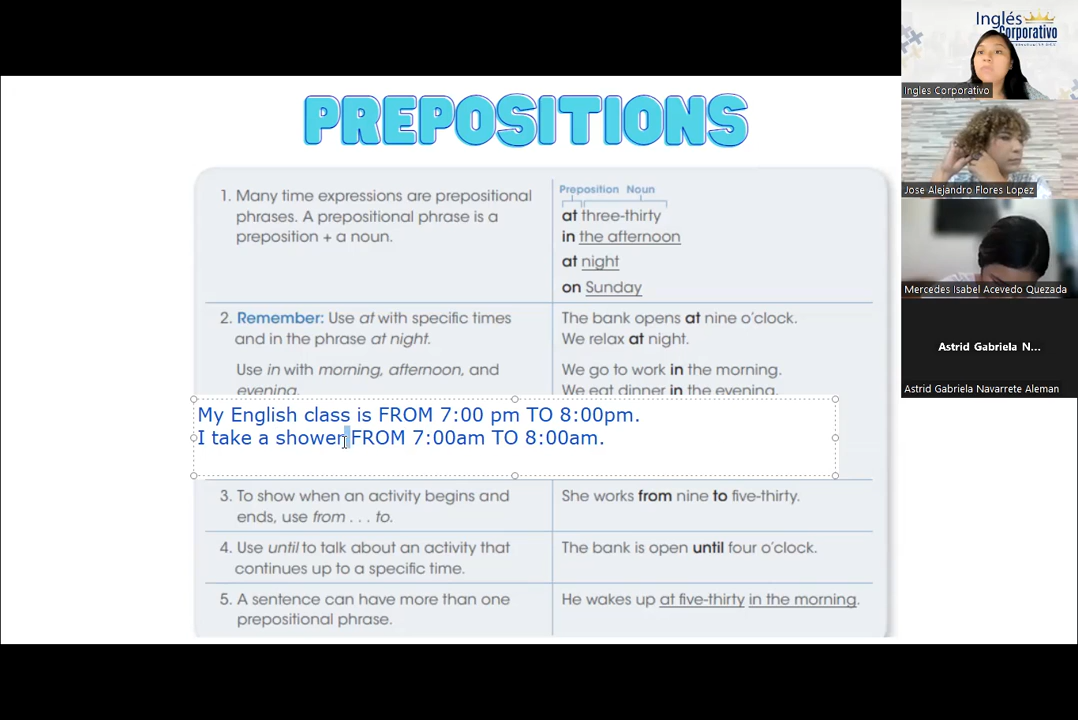 PREPOSITIONS
1. Many time expressions are prepositional
phrases. A prepositional phrase is a
preposition + a noun.
Preposition Noun
at three-thirty
in the afternoon
at night
on Sunday
2. Remember: Use at with specific times
and in the phrase at night.
Use in with morning, afternoon, and
evening.
The bank opens at nine o'clock.
We relax at night.
We go to work in the morning.
We eat dinner in the evening.
My English class is FROM 7:00 pm TO 8:00pm.
I take a shower FROM 7:00am TO 8:00am.
3. To show when an activity begins and
ends, use from . . . to.
She works from nine to five-thirty.
4. Use until to talk about an activity that
continues up to a specific time.
The bank is open until four o'clock.
5. A sentence can have more than one
prepositional phrase.
He wakes up at five-thirty in the morning.
Inglés
Corporativo
Ingles Corporativo
Jose Alejandro Flores Lopez
Mercedes Isabel Acevedo Quezada
Astrid Gabriela N...
Astrid Gabriela Navarrete Aleman